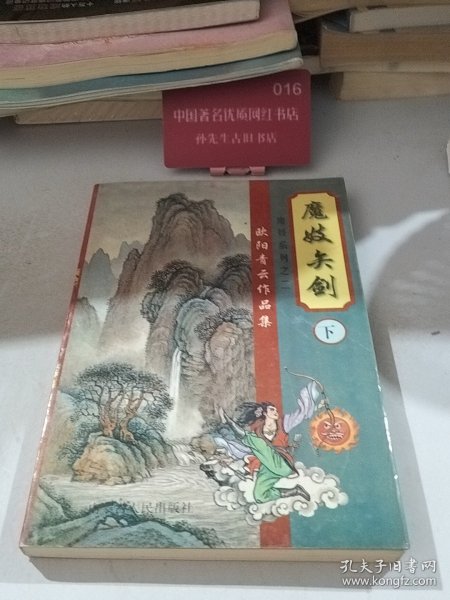 016
中国著名优质网红书店
孙先生古旧书店
魔妓矢剑
下
欧阳青云作品集
人民出版社
孔夫子旧书网
www.kongfz.com